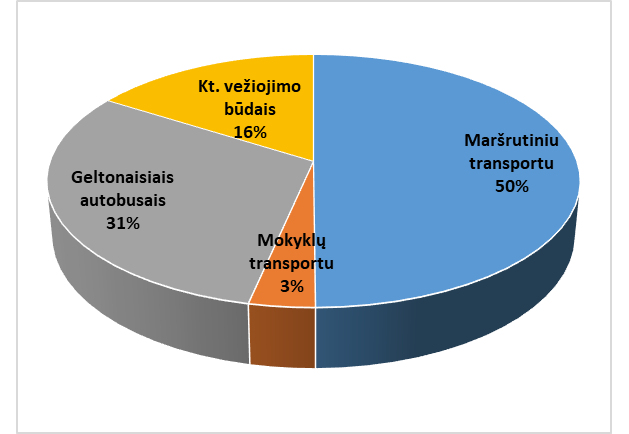 Kt. vežiojimo
būdais
16%
Maršrutiniu
transportu
50%
Geltonaisiais
autobusais
31%
Mokyklų
transportu
3%